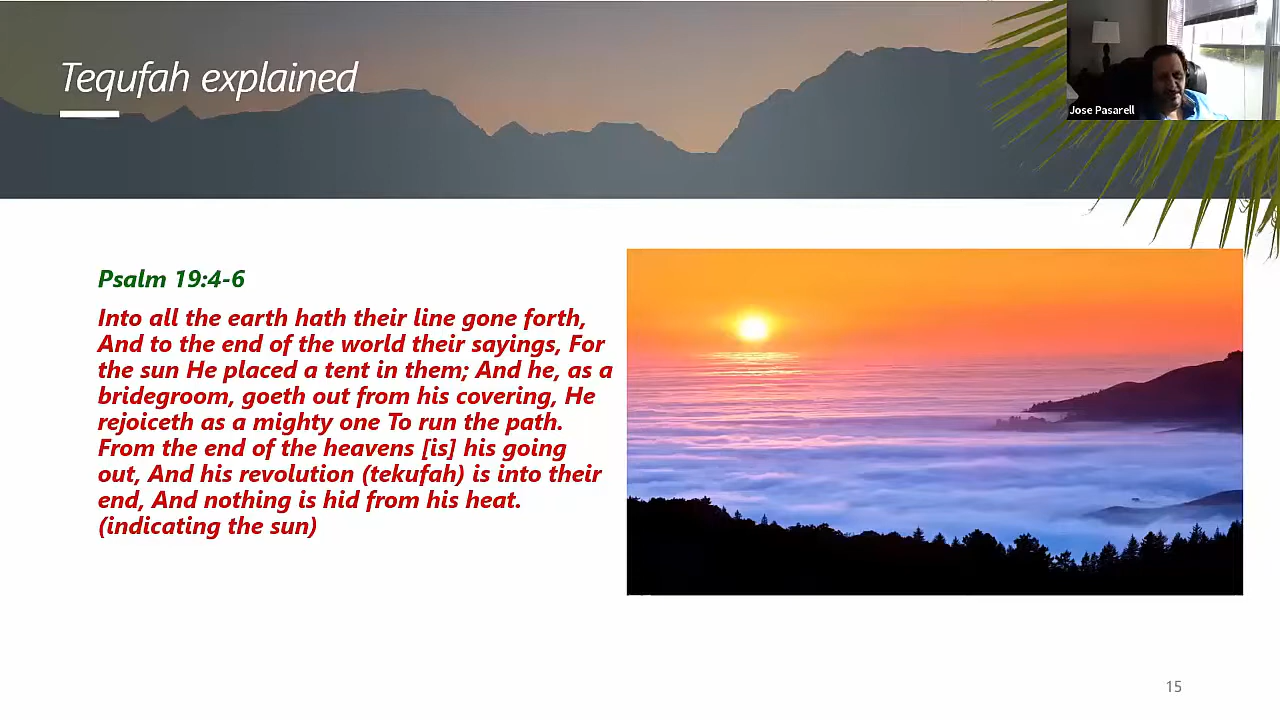 Tequfah explained
Jose Pasarell
Psalm 19:4-6
Into all the earth hath their line gone forth,
And to the end of the world their sayings, For
the sun He placed a tent in them; And he, as a
bridegroom, goeth out from his covering, He
rejoiceth as a mighty one To run the path.
From the end of the heavens [is] his going
out, And his revolution (tekufah) is into their
end, And nothing is hid from his heat.
(indicating the sun)
15